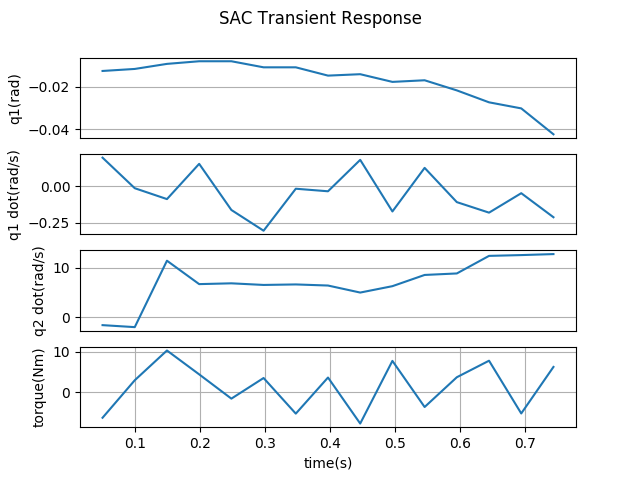 SAC Transient Response
q1(rad)
−0.02
−0.04
q1 dot(rad/s)
0.00
−0.25
q2 dot(rad/s)
10
0
torque(Nm)
10
0
0.1 0.2 0.3 0.4 0.5 0.6 0.7
time(s)